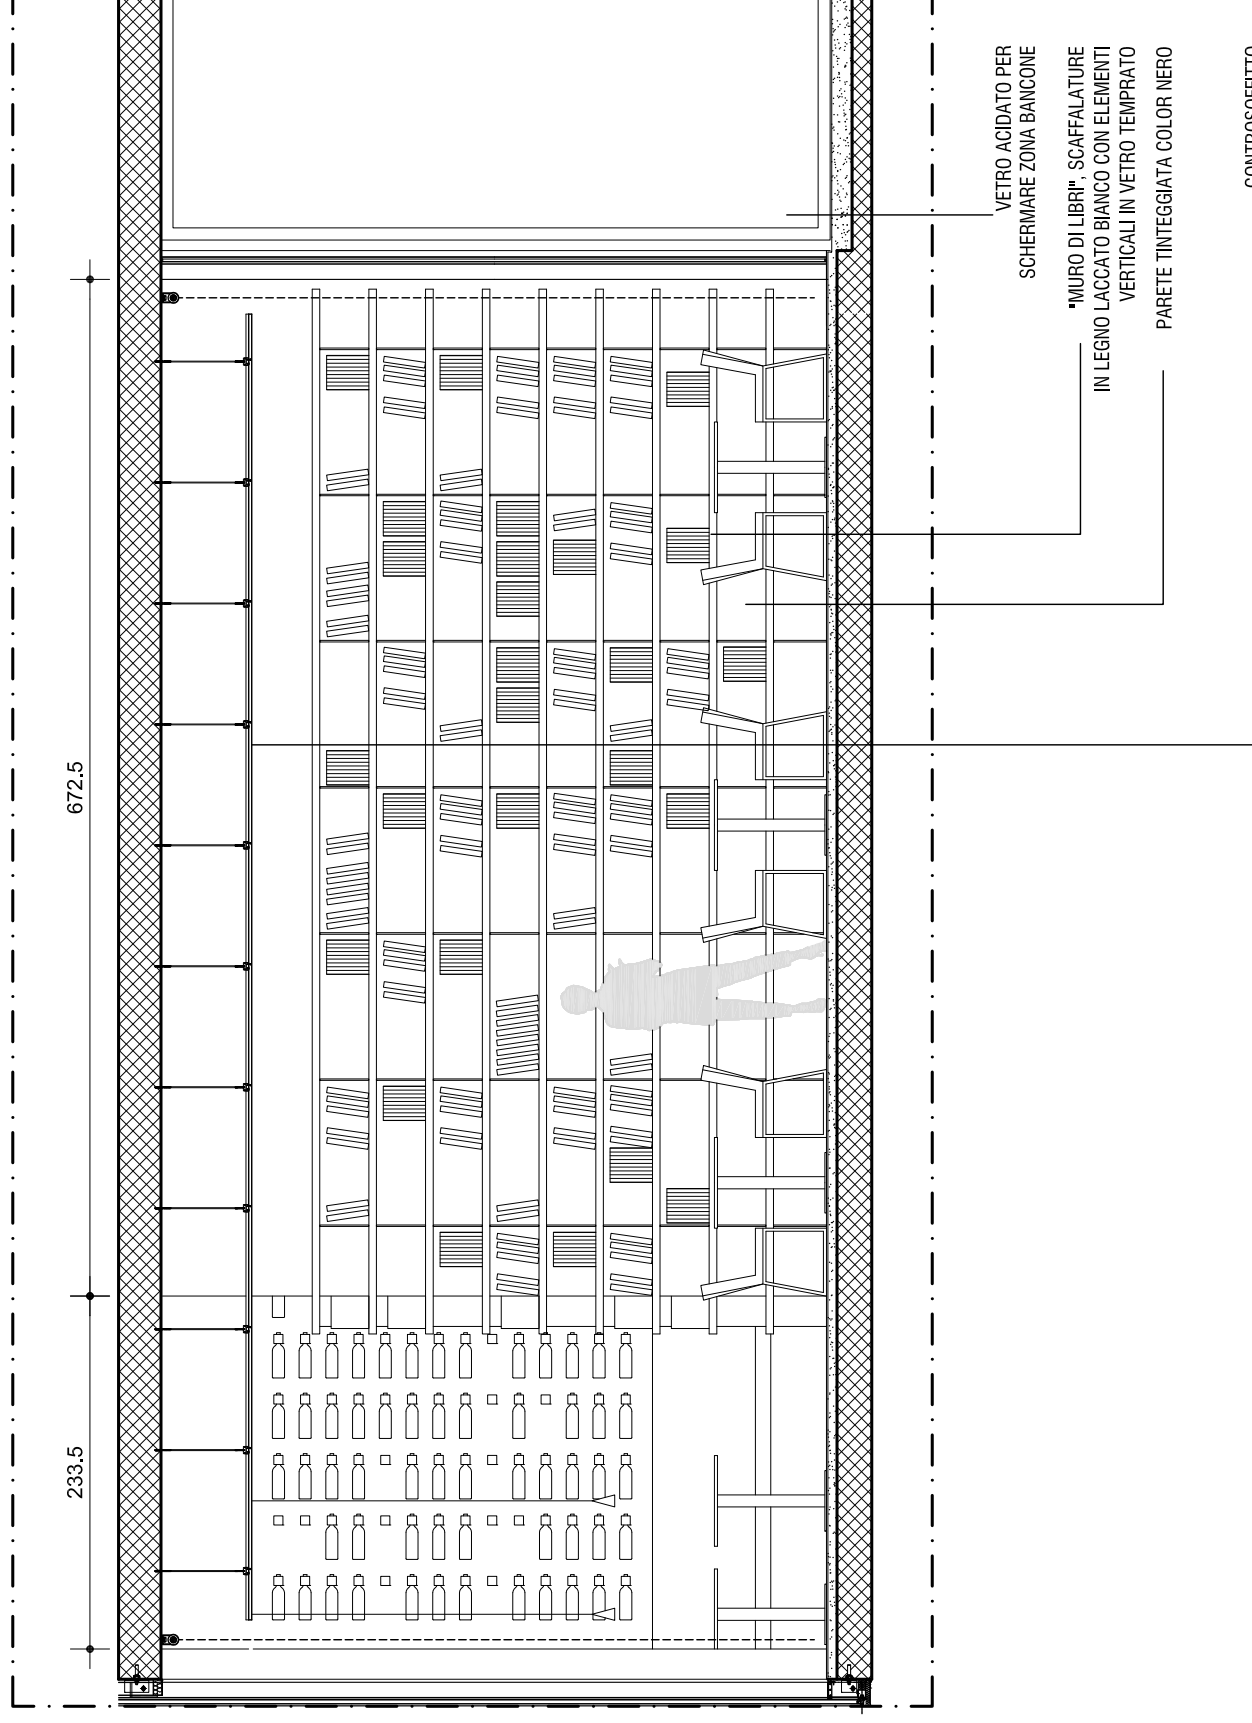 VETRO ACIDATO PER
SCHERMARE ZONA BANCONE
"MURO DI LIBRI", SCAFFALATURE
IN LEGNO LACCATO BIANCO CON ELEMENTI
VERTICALI IN VETRO TEMPRATO
PARETE TINTEGGIATA COLOR NERO
CONTROSOFFITTO
672.5
233.5